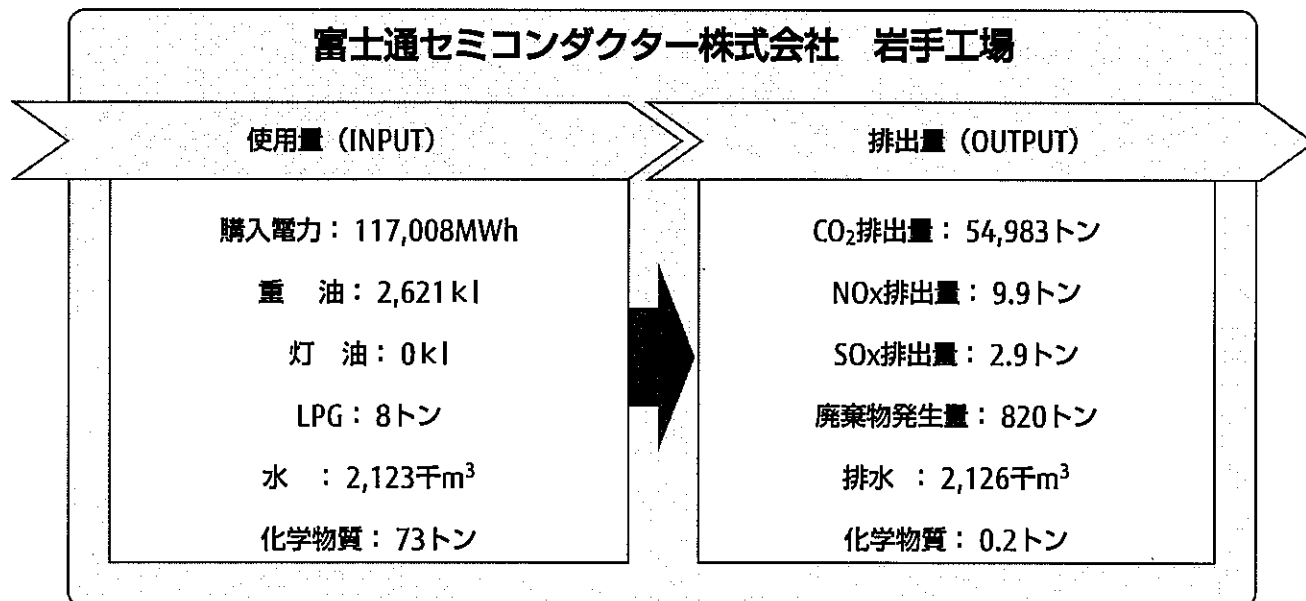 富士通セミコンダクター株式会社 岩手工場
使用量（INPUT）
購入電力：117,008MWh
重 油：2,621kl
灯 油：0kl
LPG：8トン
水 ：2,123千m³
化学物質：73トン
排出量（OUTPUT）
CO₂排出量：54,983トン
NOx排出量：9.9トン
SOx排出量：2.9トン
廃棄物発生量：820トン
排水 ：2,126千m³
化学物質：0.2トン